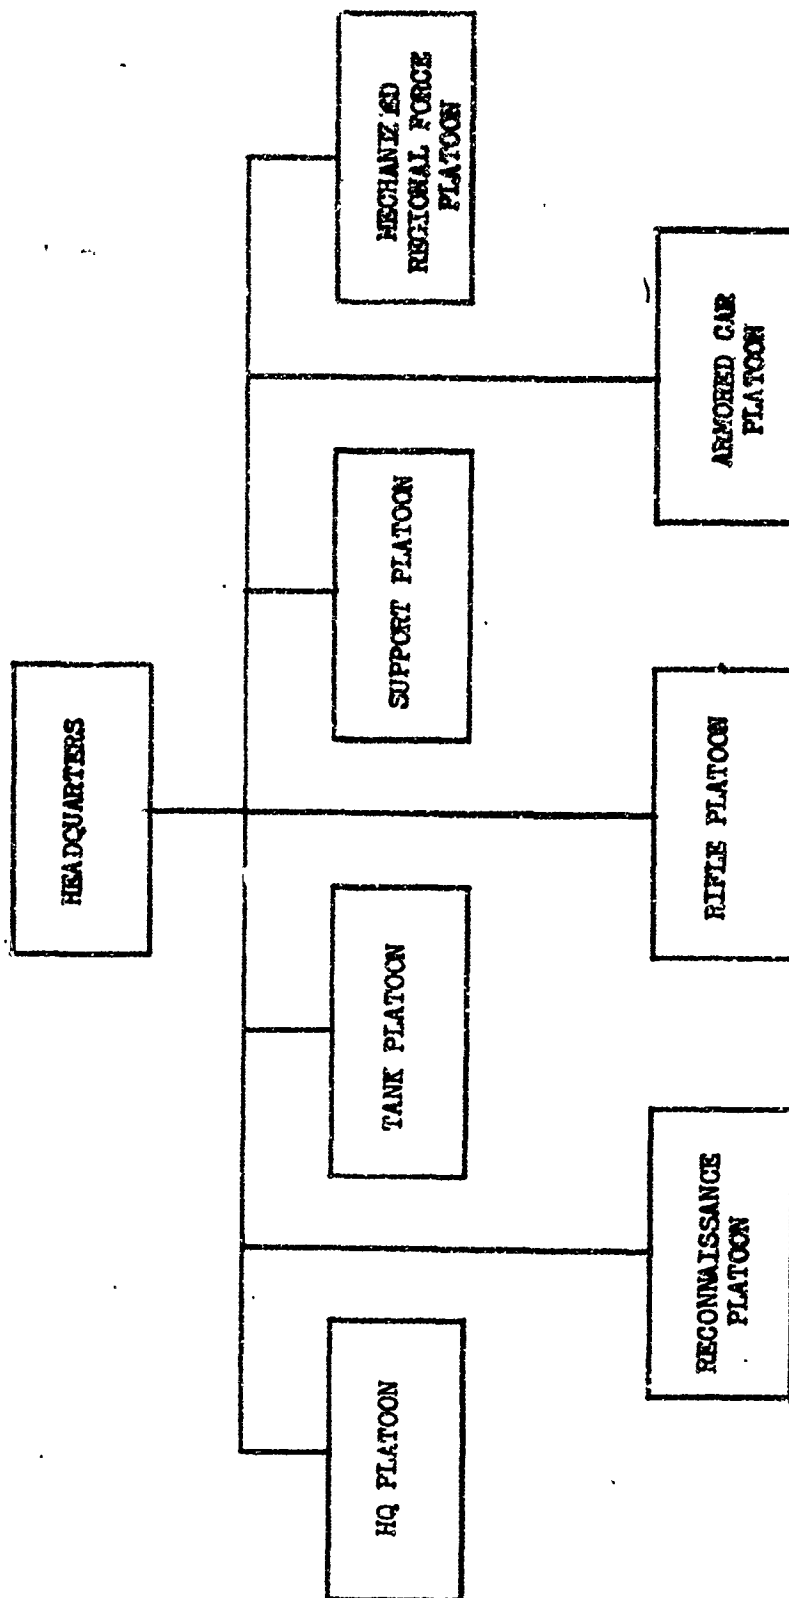 HEADQUARTERS
HQ PLATOON
TANK PLATOON
SUPPORT PLATOON
MECHANIZED
REGIONAL FORCE
PLATOON
RECONNAISSANCE
PLATOON
RIFLE PLATOON
ARMORED CAR
PLATOON